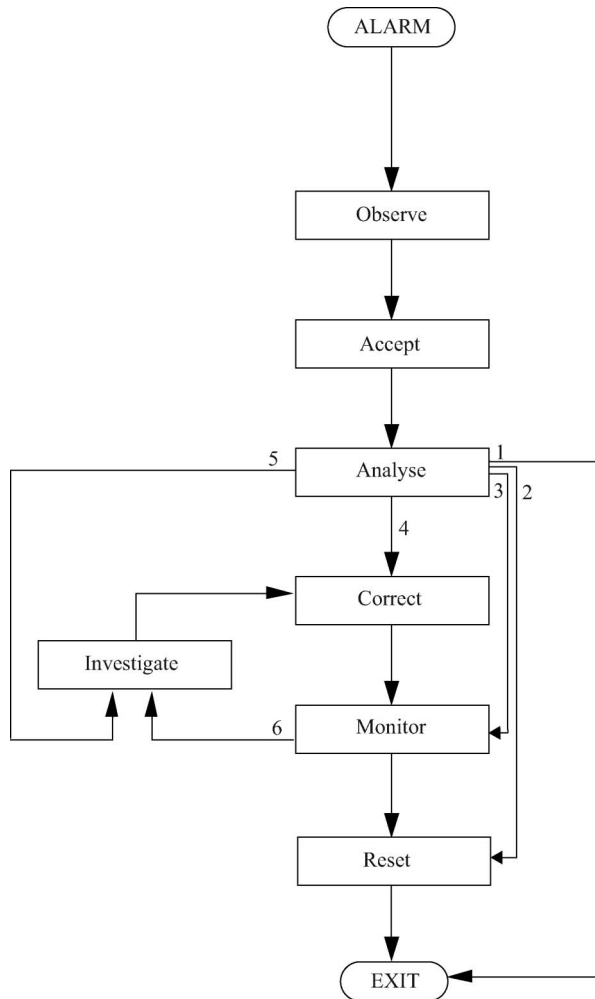 ALARM
Observe
Accept
5
Analyse
1
3
2
4
Correct
Investigate
6
Monitor
Reset
EXIT